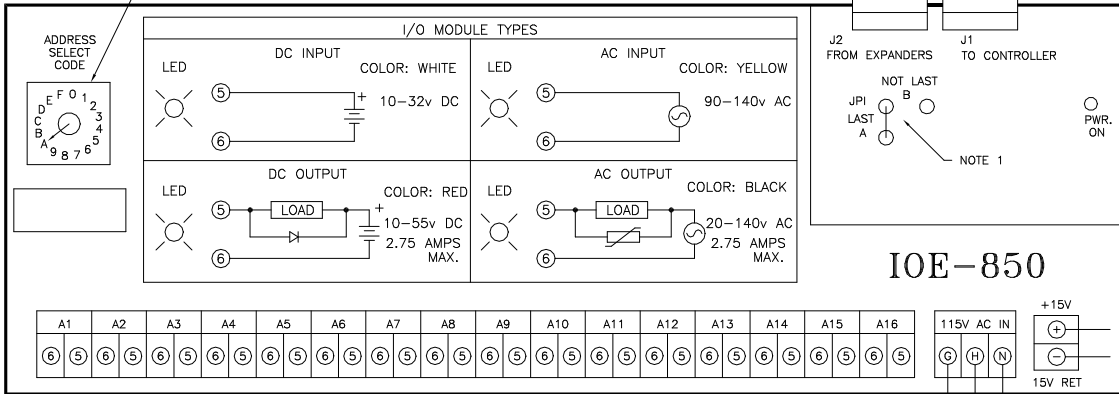 ADDRESS
SELECT
CODE
F 0 1 2 3 4 5 6 7 8 9 A B C D E
I/O MODULE TYPES
DC INPUT
LED
COLOR: WHITE
5
+
10-32v DC
6
AC INPUT
LED
COLOR: YELLOW
5
90-140v AC
6
DC OUTPUT
LED
COLOR: RED
5
LOAD
+
10-55v DC
2.75 AMPS
MAX.
6
AC OUTPUT
LED
COLOR: BLACK
5
LOAD
20-140v AC
2.75 AMPS
MAX.
6
J2
FROM EXPANDERS
J1
TO CONTROLLER
NOT LAST
B
JP1
LAST
A
NOTE 1
PWR.
ON
IOE-850
A1 A2 A3 A4 A5 A6 A7 A8 A9 A10 A11 A12 A13 A14 A15 A16
6 5 6 5 6 5 6 5 6 5 6 5 6 5 6 5 6 5 6 5 6 5 6 5 6 5 6 5 6 5 6 5
115V AC IN
G H N
+15V
+
−
15V RET